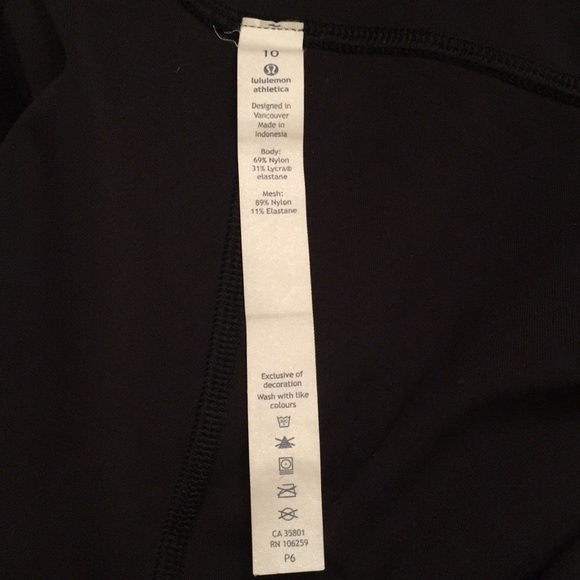 10
lululemon
athletica
Designed in
Vancouver
Made in
Indonesia
Body:
69% Nylon
31% Lycra®
elastane
Mesh:
89% Nylon
11% Elastane
Exclusive of
decoration
Wash with like
colours
CA 35801
RN 106259
P6